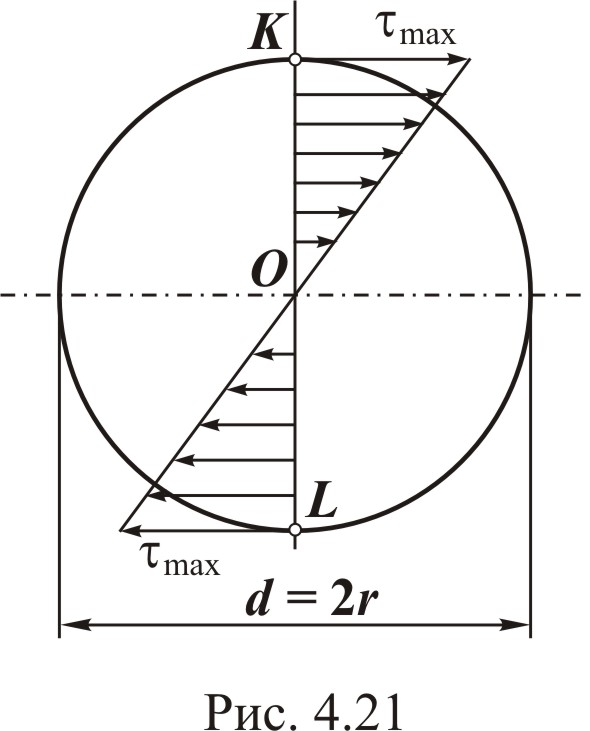 K
τmax
O
L
τmax
d = 2r
Рис. 4.21